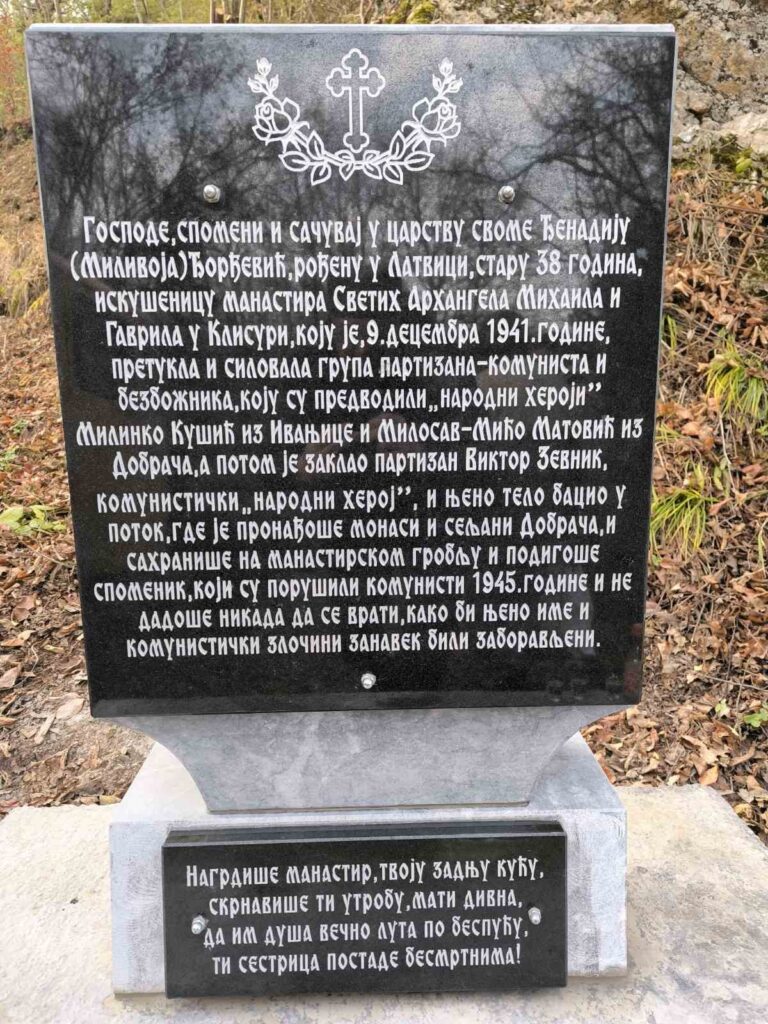 Господе,спомени и сачувај у царству своме Ђенадију
(Миливоја)Ђорђевић,рођену у Латвици,стару 38 година,
искушеницу манастира Светих Архангела Михаила и
Гаврила у Клисури,коју је,9.децембра 1941.године,
претукла и силовала група партизана-комуниста и
безбожника,коју су предводили„народни хероји”
Милинко Кушић из Ивањице и Милосав-Мићо Матовић из
Добрача,а потом је заклао партизан Виктор Зевник,
комунистички„народни херој”, и њено тело бацио у
поток,где је пронађоше монаси и сељани Добрача,и
сахранише на манастирском гробљу и подигоше
споменик,који су порушили комунисти 1945.године и не
дадоше никада да се врати,како би њено име и
комунистички злочини занавек били заборављени.
Нагрдише манастир,твоју задњу кућу,
скрнавише ти утробу,мати дивна,
да им душа вечно лута по беспућу,
ти сестрица постаде бесмртнима!